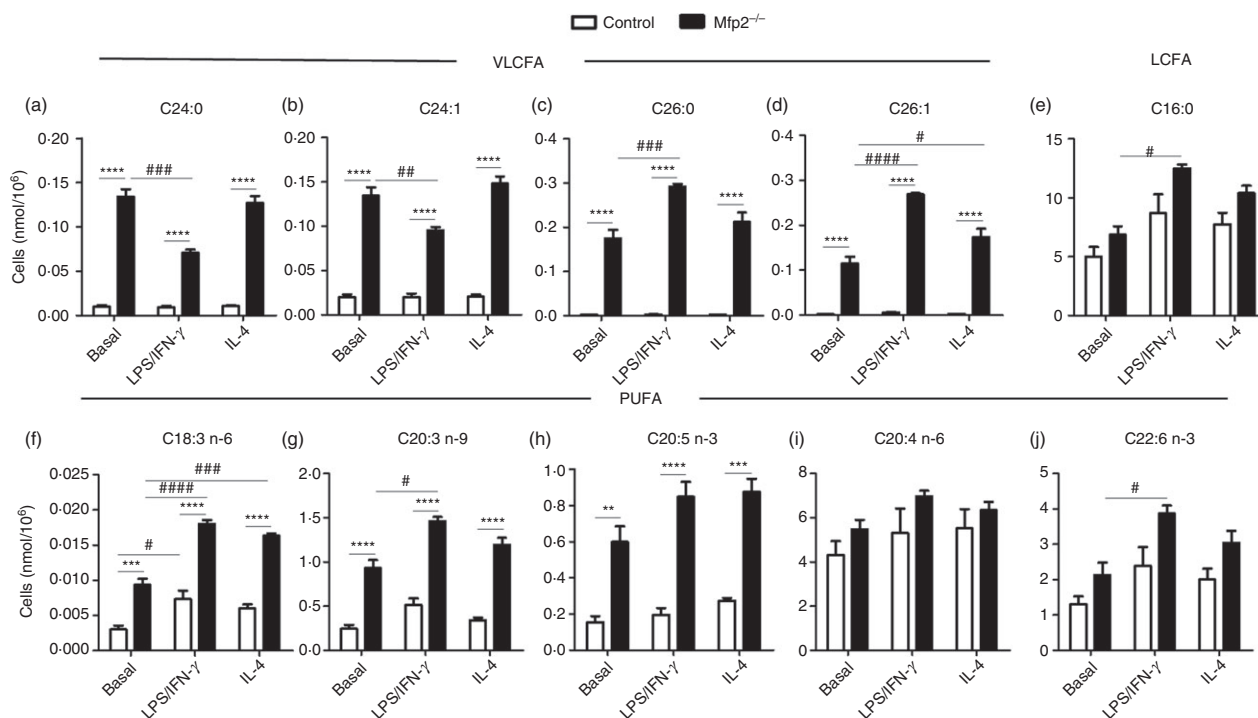 Control Mfp2–/–
VLCFA LCFA
(a) C24:0
(b) C24:1
(c) C26:0
(d) C26:1
(e) C16:0
Cells (nmol/10⁶)
0·20
0·15
0·10
0·05
0·00
**** ### **** ****
Basal LPS/IFN-γ IL-4
0·20
0·15
0·10
0·05
0·00
**** ## **** ****
Basal LPS/IFN-γ IL-4
0·4
0·3
0·2
0·1
0·0
**** ### **** ****
Basal LPS/IFN-γ IL-4
0·4
0·3
0·2
0·1
0·0
#
####
**** **** ****
Basal LPS/IFN-γ IL-4
15
10
5
0
#
Basal LPS/IFN-γ IL-4
PUFA
(f) C18:3 n-6
(g) C20:3 n-9
(h) C20:5 n-3
(i) C20:4 n-6
(j) C22:6 n-3
Cells (nmol/10⁶)
0·025
0·020
0·015
0·010
0·005
0·000
###
####
**** ****
#
***
Basal LPS/IFN-γ IL-4
2·0
1·5
1·0
0·5
0·0
#
**** **** ****
Basal LPS/IFN-γ IL-4
1·0
0·8
0·6
0·4
0·2
0·0
** **** ***
Basal LPS/IFN-γ IL-4
8
6
4
2
0
Basal LPS/IFN-γ IL-4
5
4
3
2
1
0
#
Basal LPS/IFN-γ IL-4